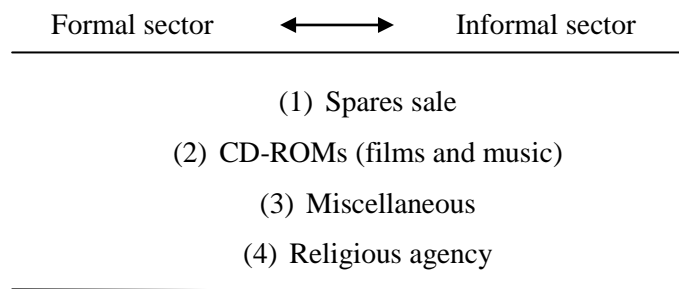 Formal sector Informal sector
(1) Spares sale
(2) CD-ROMs (films and music)
(3) Miscellaneous
(4) Religious agency